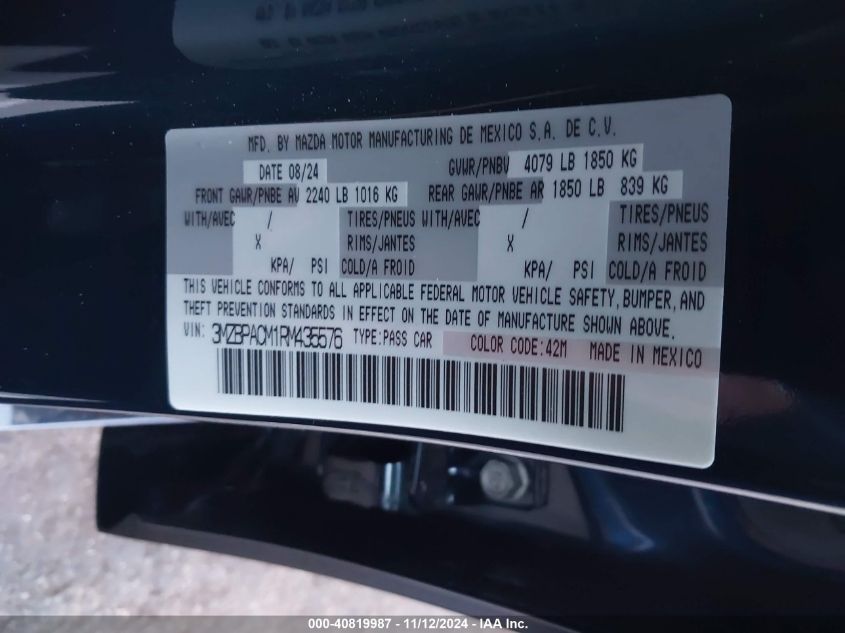 MFD. BY MAZDA MOTOR MANUFACTURING DE MEXICO S.A. DE C.V.
DATE 08/24 GVWR/PNBV 4079 LB 1850 KG
FRONT GAWR/PNBE AV 2240 LB 1016 KG REAR GAWR/PNBE AR 1850 LB 839 KG
WITH/AVEC / TIRES/PNEUS WITH/AVEC / TIRES/PNEUS
X RIMS/JANTES X RIMS/JANTES
KPA/ PSI COLD/A FROID KPA/ PSI COLD/A FROID
THIS VEHICLE CONFORMS TO ALL APPLICABLE FEDERAL MOTOR VEHICLE SAFETY, BUMPER, AND
THEFT PREVENTION STANDARDS IN EFFECT ON THE DATE OF MANUFACTURE SHOWN ABOVE.
VIN: 3MZBPACM1RM435576 TYPE:PASS CAR COLOR CODE:42M MADE IN MEXICO
000-40819987 - 11/12/2024 - IAA Inc.